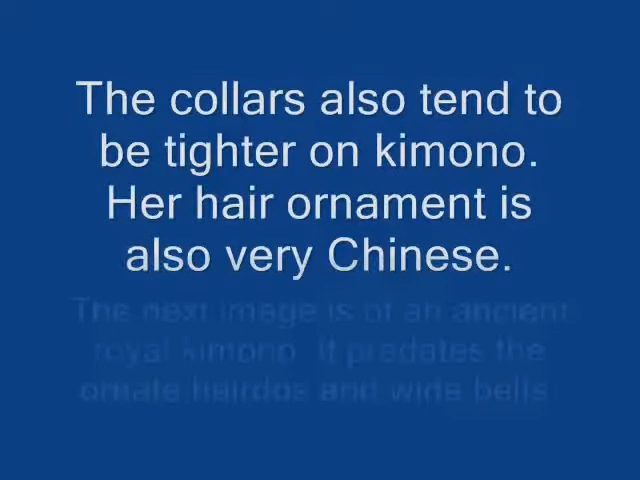 The collars also tend to
be tighter on kimono.
Her hair ornament is
also very Chinese.
The next image is of an ancient
royal kimono. It predates the
ornate hairdos and wide